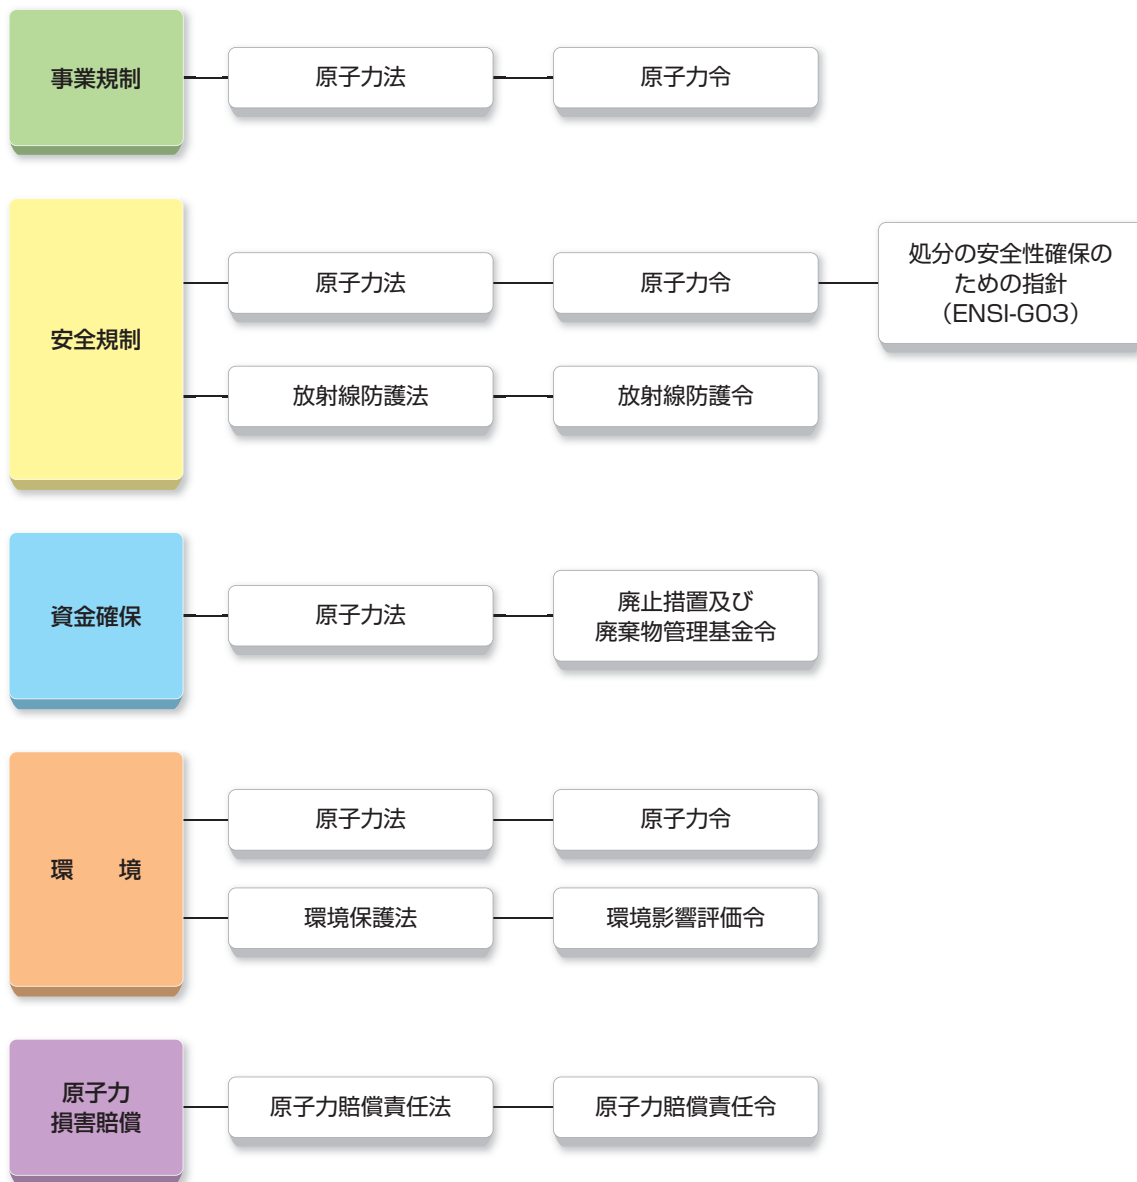 事業規制
原子力法
原子力令
安全規制
原子力法
原子力令
処分の安全性確保の
ための指針
（ENSI-G03）
放射線防護法
放射線防護令
資金確保
原子力法
廃止措置及び
廃棄物管理基金令
環　　境
原子力法
原子力令
環境保護法
環境影響評価令
原子力
損害賠償
原子力賠償責任法
原子力賠償責任令